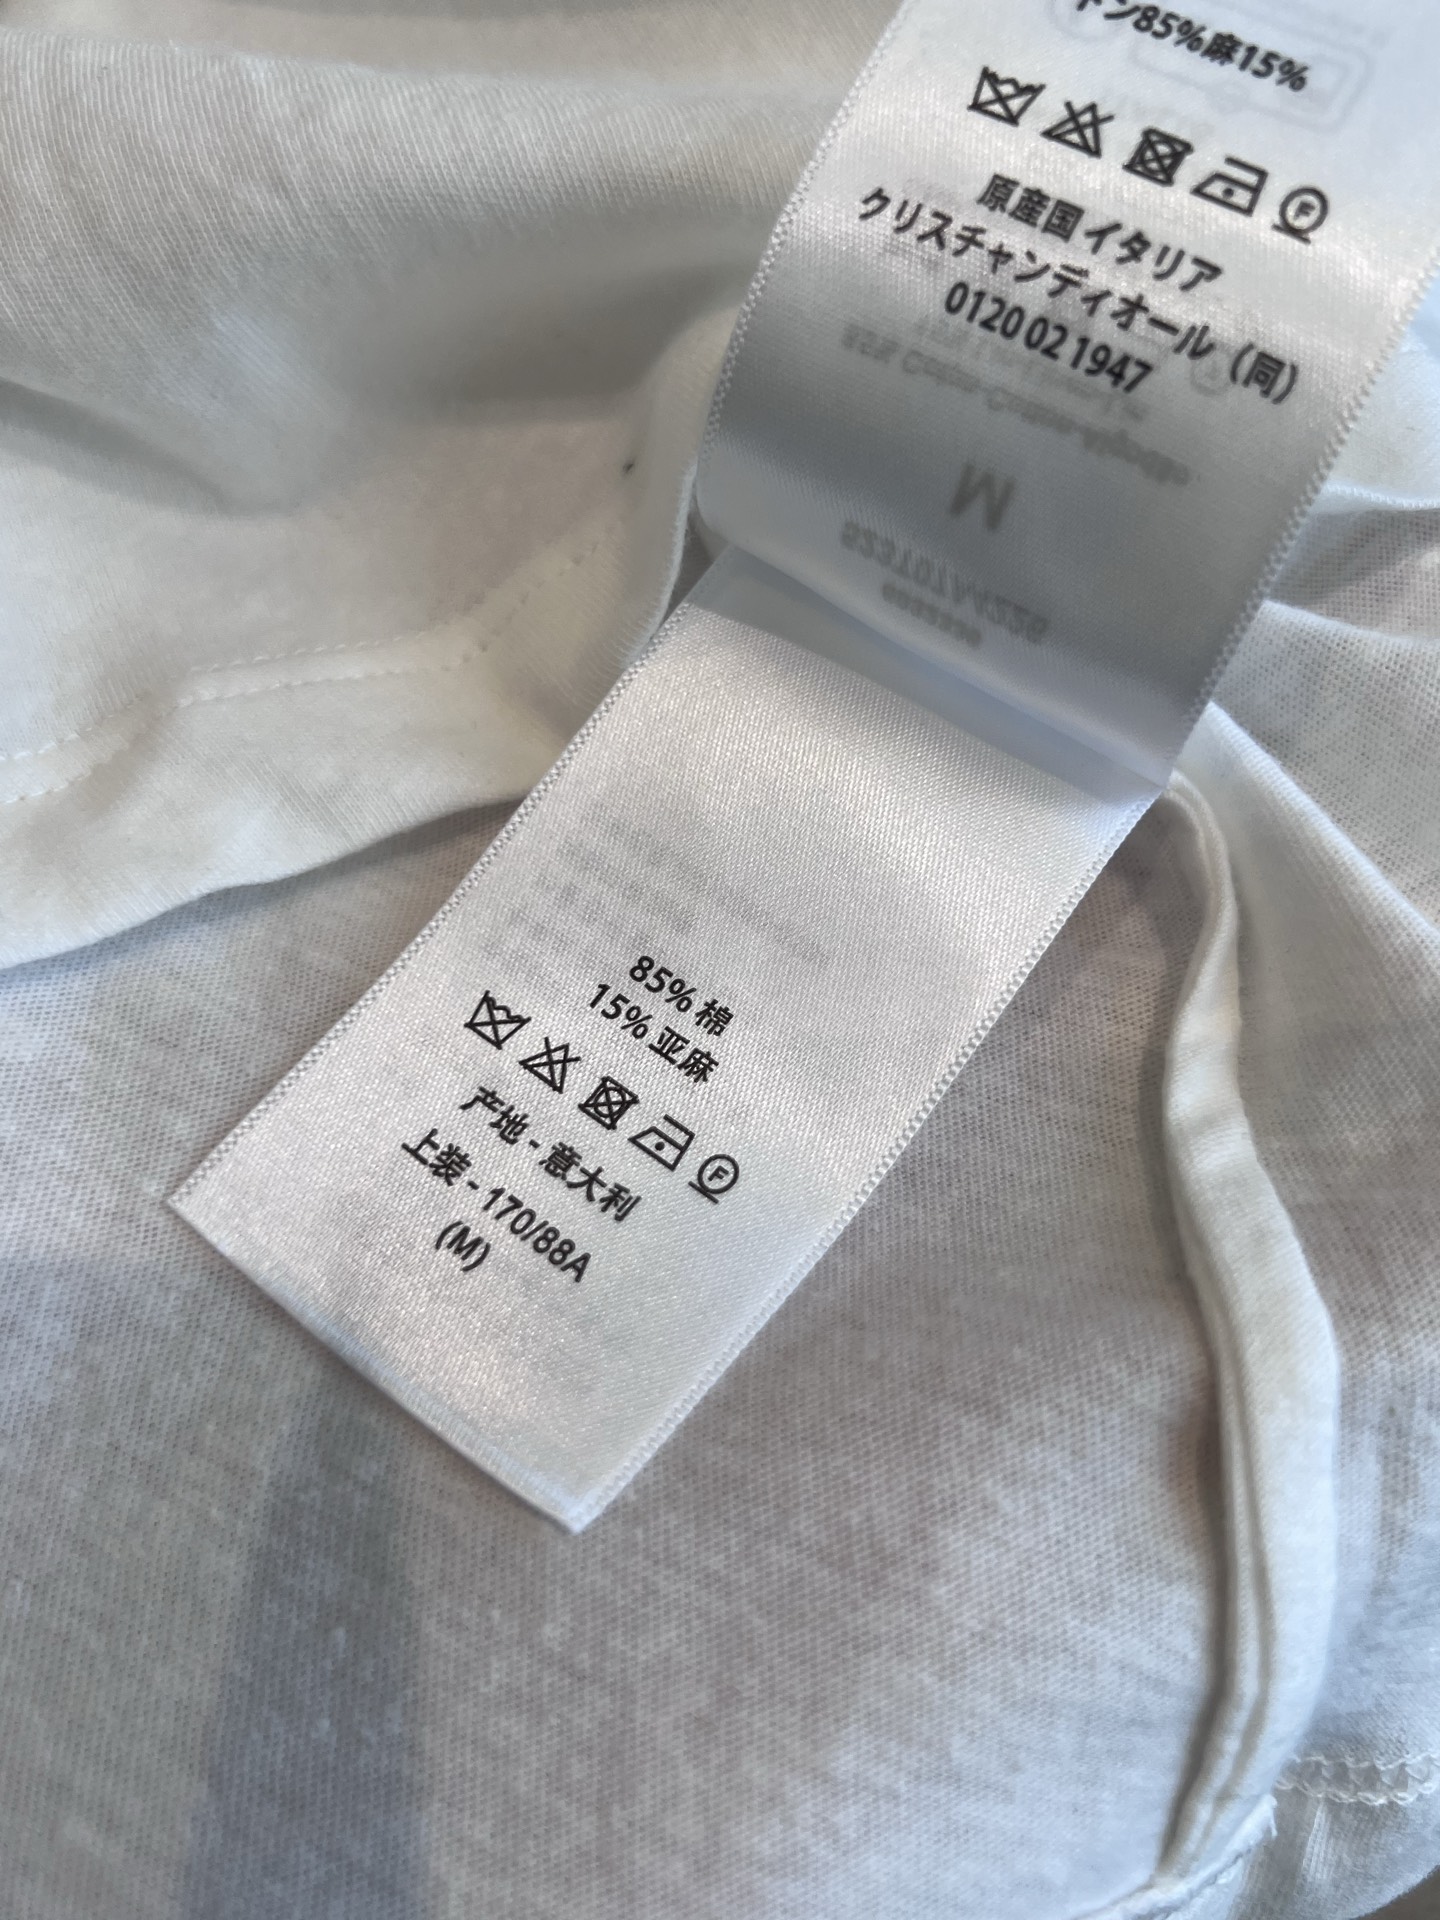 トン85%麻15%
F
原産国イタリア
クリスチャンディオール（同）
0120 02 1947
M
85% 棉
15% 亚麻
F
产地 - 意大利
上装 - 170/88A
(M)